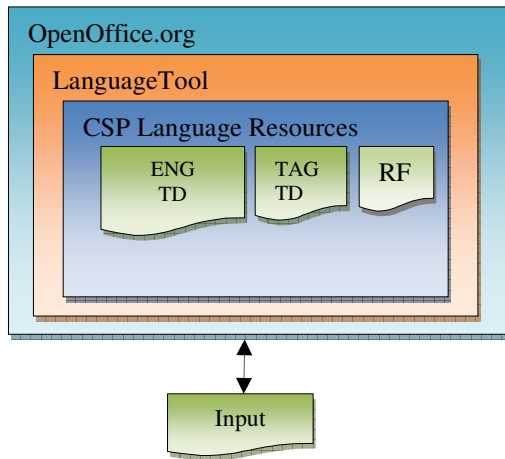 OpenOffice.org
LanguageTool
CSP Language Resources
ENG
TD
TAG
TD
RF
Input